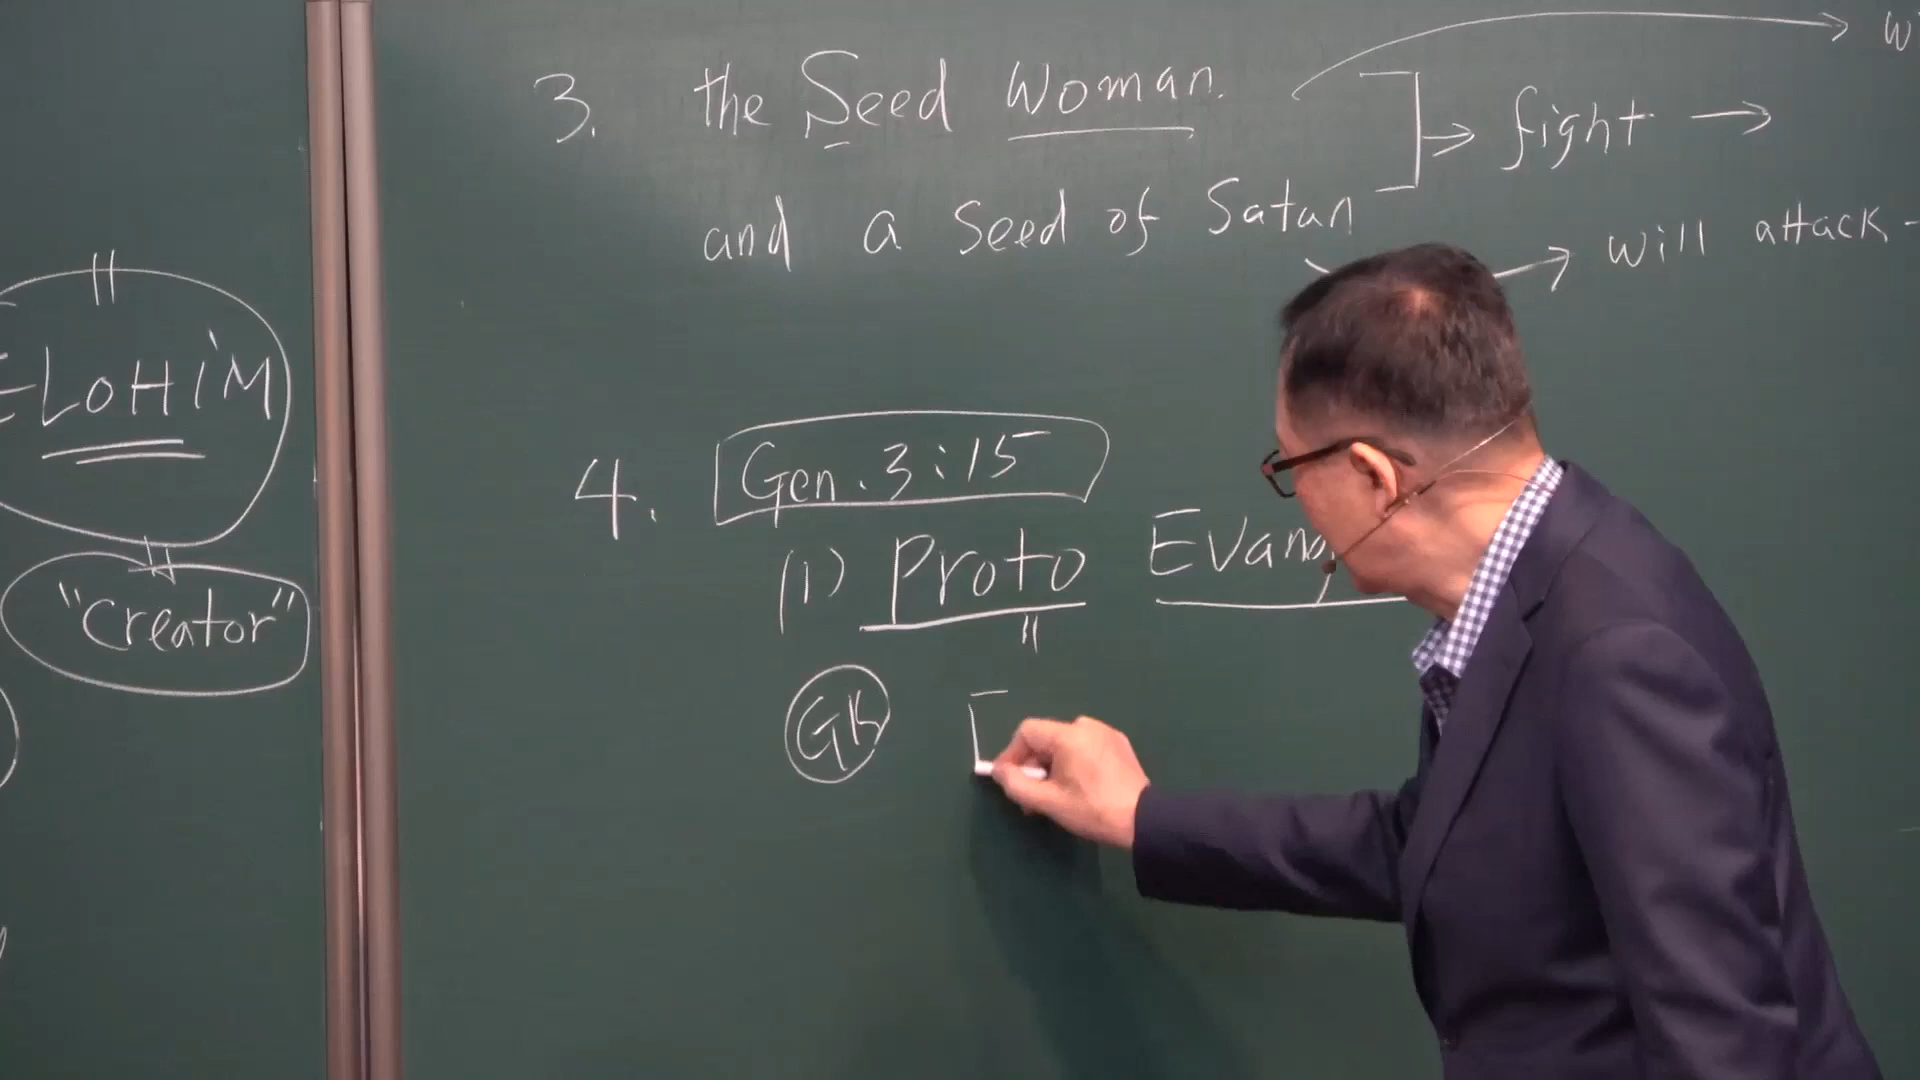 3. the Seed Woman.
fight
and a Seed of Satan
will attack
ELOHiM
"Creator"
4. Gen. 3:15
(1) Proto
GK